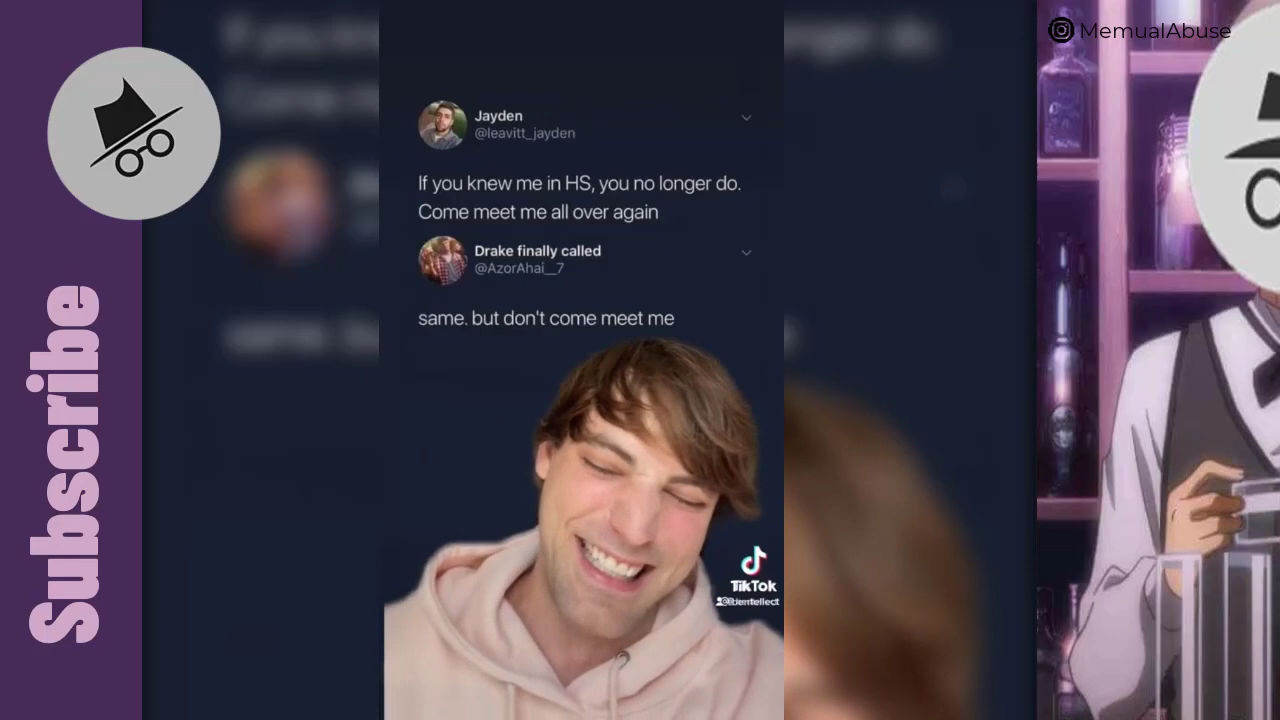 MemualAbuse
Jayden
@leavitt_jayden
If you knew me in HS, you no longer do.
Come meet me all over again
Drake finally called
@AzorAhai__7
same. but don't come meet me
TikTok
Subscribe